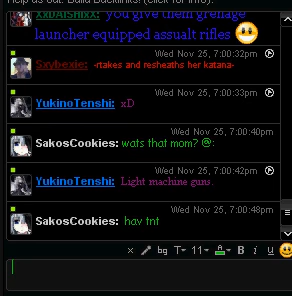 Help us out. Build Backlinks! (click for info).
XxDAISHIxX: you give them grenage
launcher equipped assualt rifles
Wed Nov 25, 7:00:32pm
Sxybexie: -rtakes and resheaths her katana-
Wed Nov 25, 7:00:33pm
YukinoTenshi: xD
Wed Nov 25, 7:00:40pm
SakosCookies: wats that mom? @:
Wed Nov 25, 7:00:42pm
YukinoTenshi: Light machine guns.
Wed Nov 25, 7:00:48pm
SakosCookies: hav tnt
bg T 11 A B i u